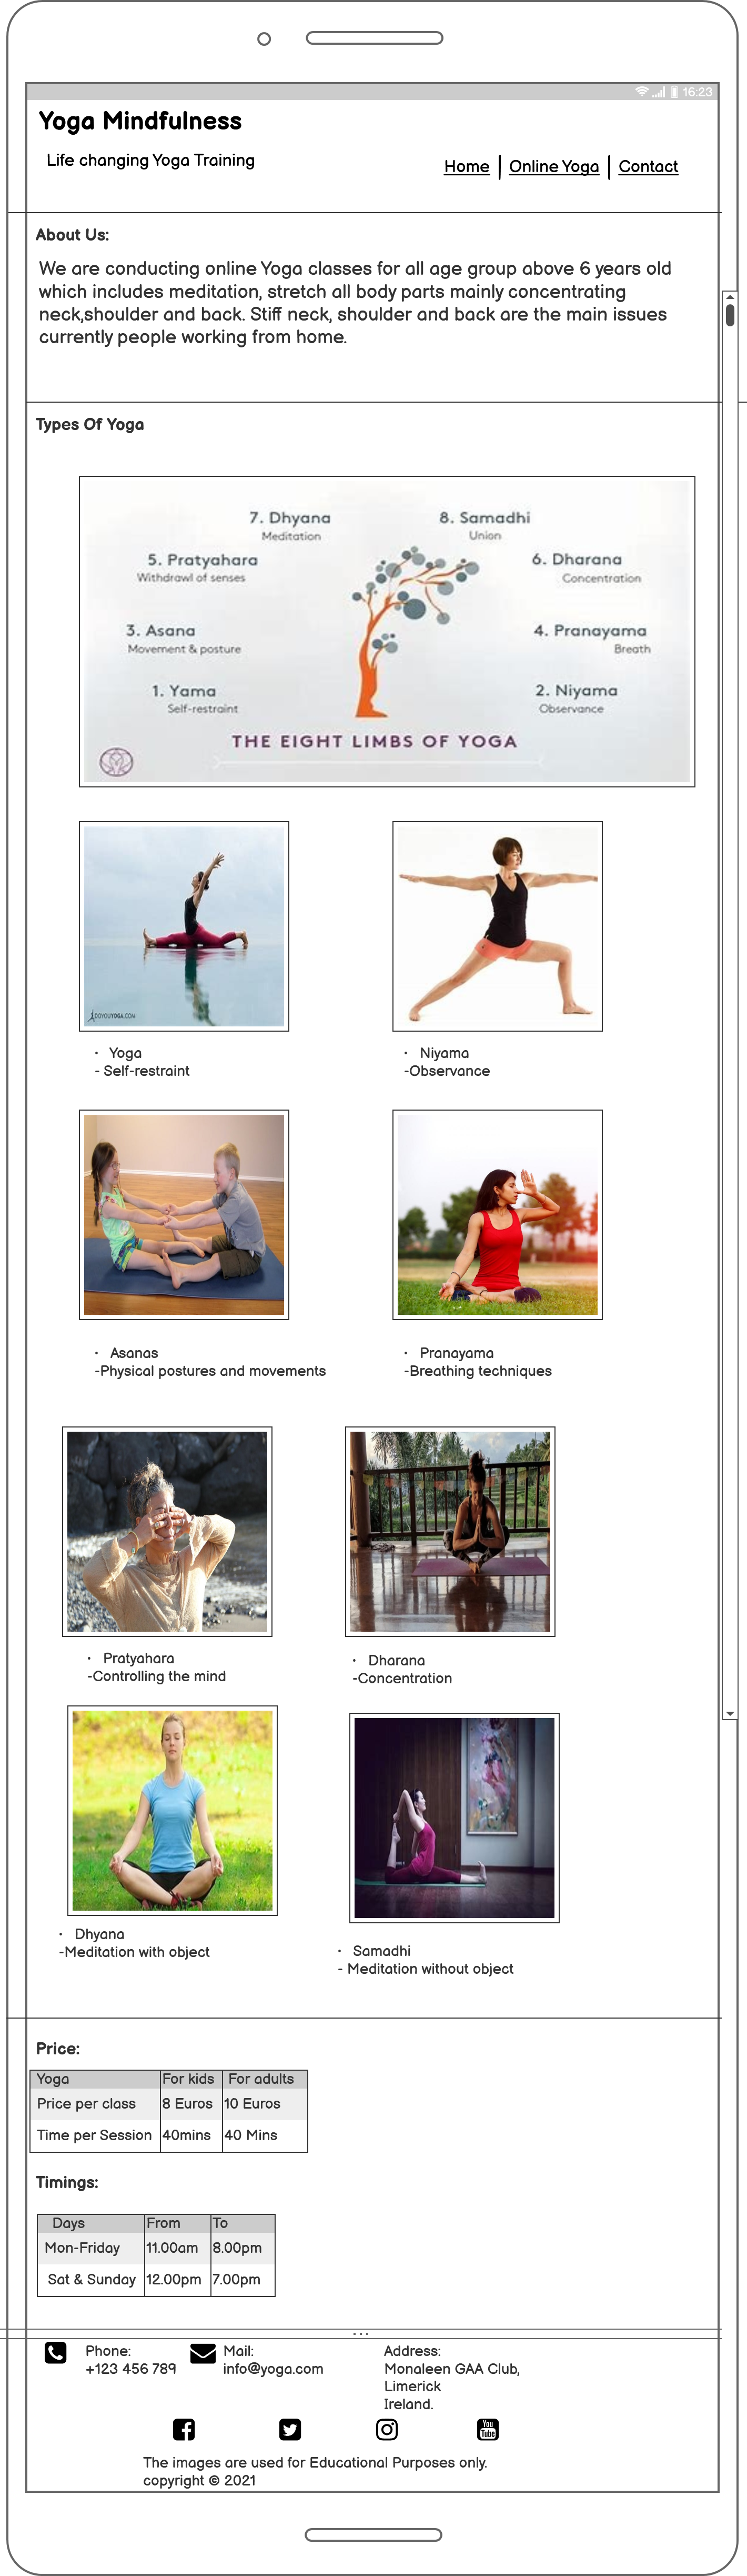 16:23
Yoga Mindfulness
Life changing Yoga Training
Home | Online Yoga | Contact
About Us:
We are conducting online Yoga classes for all age group above 6 years old
which includes meditation, stretch all body parts mainly concentrating
neck,shoulder and back. Stiff neck, shoulder and back are the main issues
currently people working from home.
Types Of Yoga
7. Dhyana
Meditation
8. Samadhi
Union
5. Pratyahara
Withdrawl of senses
6. Dharana
Concentration
3. Asana
Movement & posture
4. Pranayama
Breath
1. Yama
Self-restraint
2. Niyama
Observance
THE EIGHT LIMBS OF YOGA
DOYOUYOGA.COM
• Yoga
- Self-restraint
• Niyama
-Observance
• Asanas
-Physical postures and movements
• Pranayama
-Breathing techniques
• Pratyahara
-Controlling the mind
• Dharana
-Concentration
• Dhyana
-Meditation with object
• Samadhi
- Meditation without object
Price:
Yoga For kids For adults
Price per class 8 Euros 10 Euros
Time per Session 40mins 40 Mins
Timings:
Days From To
Mon-Friday 11.00am 8.00pm
Sat & Sunday 12.00pm 7.00pm
Phone:
+123 456 789
Mail:
info@yoga.com
Address:
Monaleen GAA Club,
Limerick
Ireland.
You Tube
The images are used for Educational Purposes only.
copyright © 2021